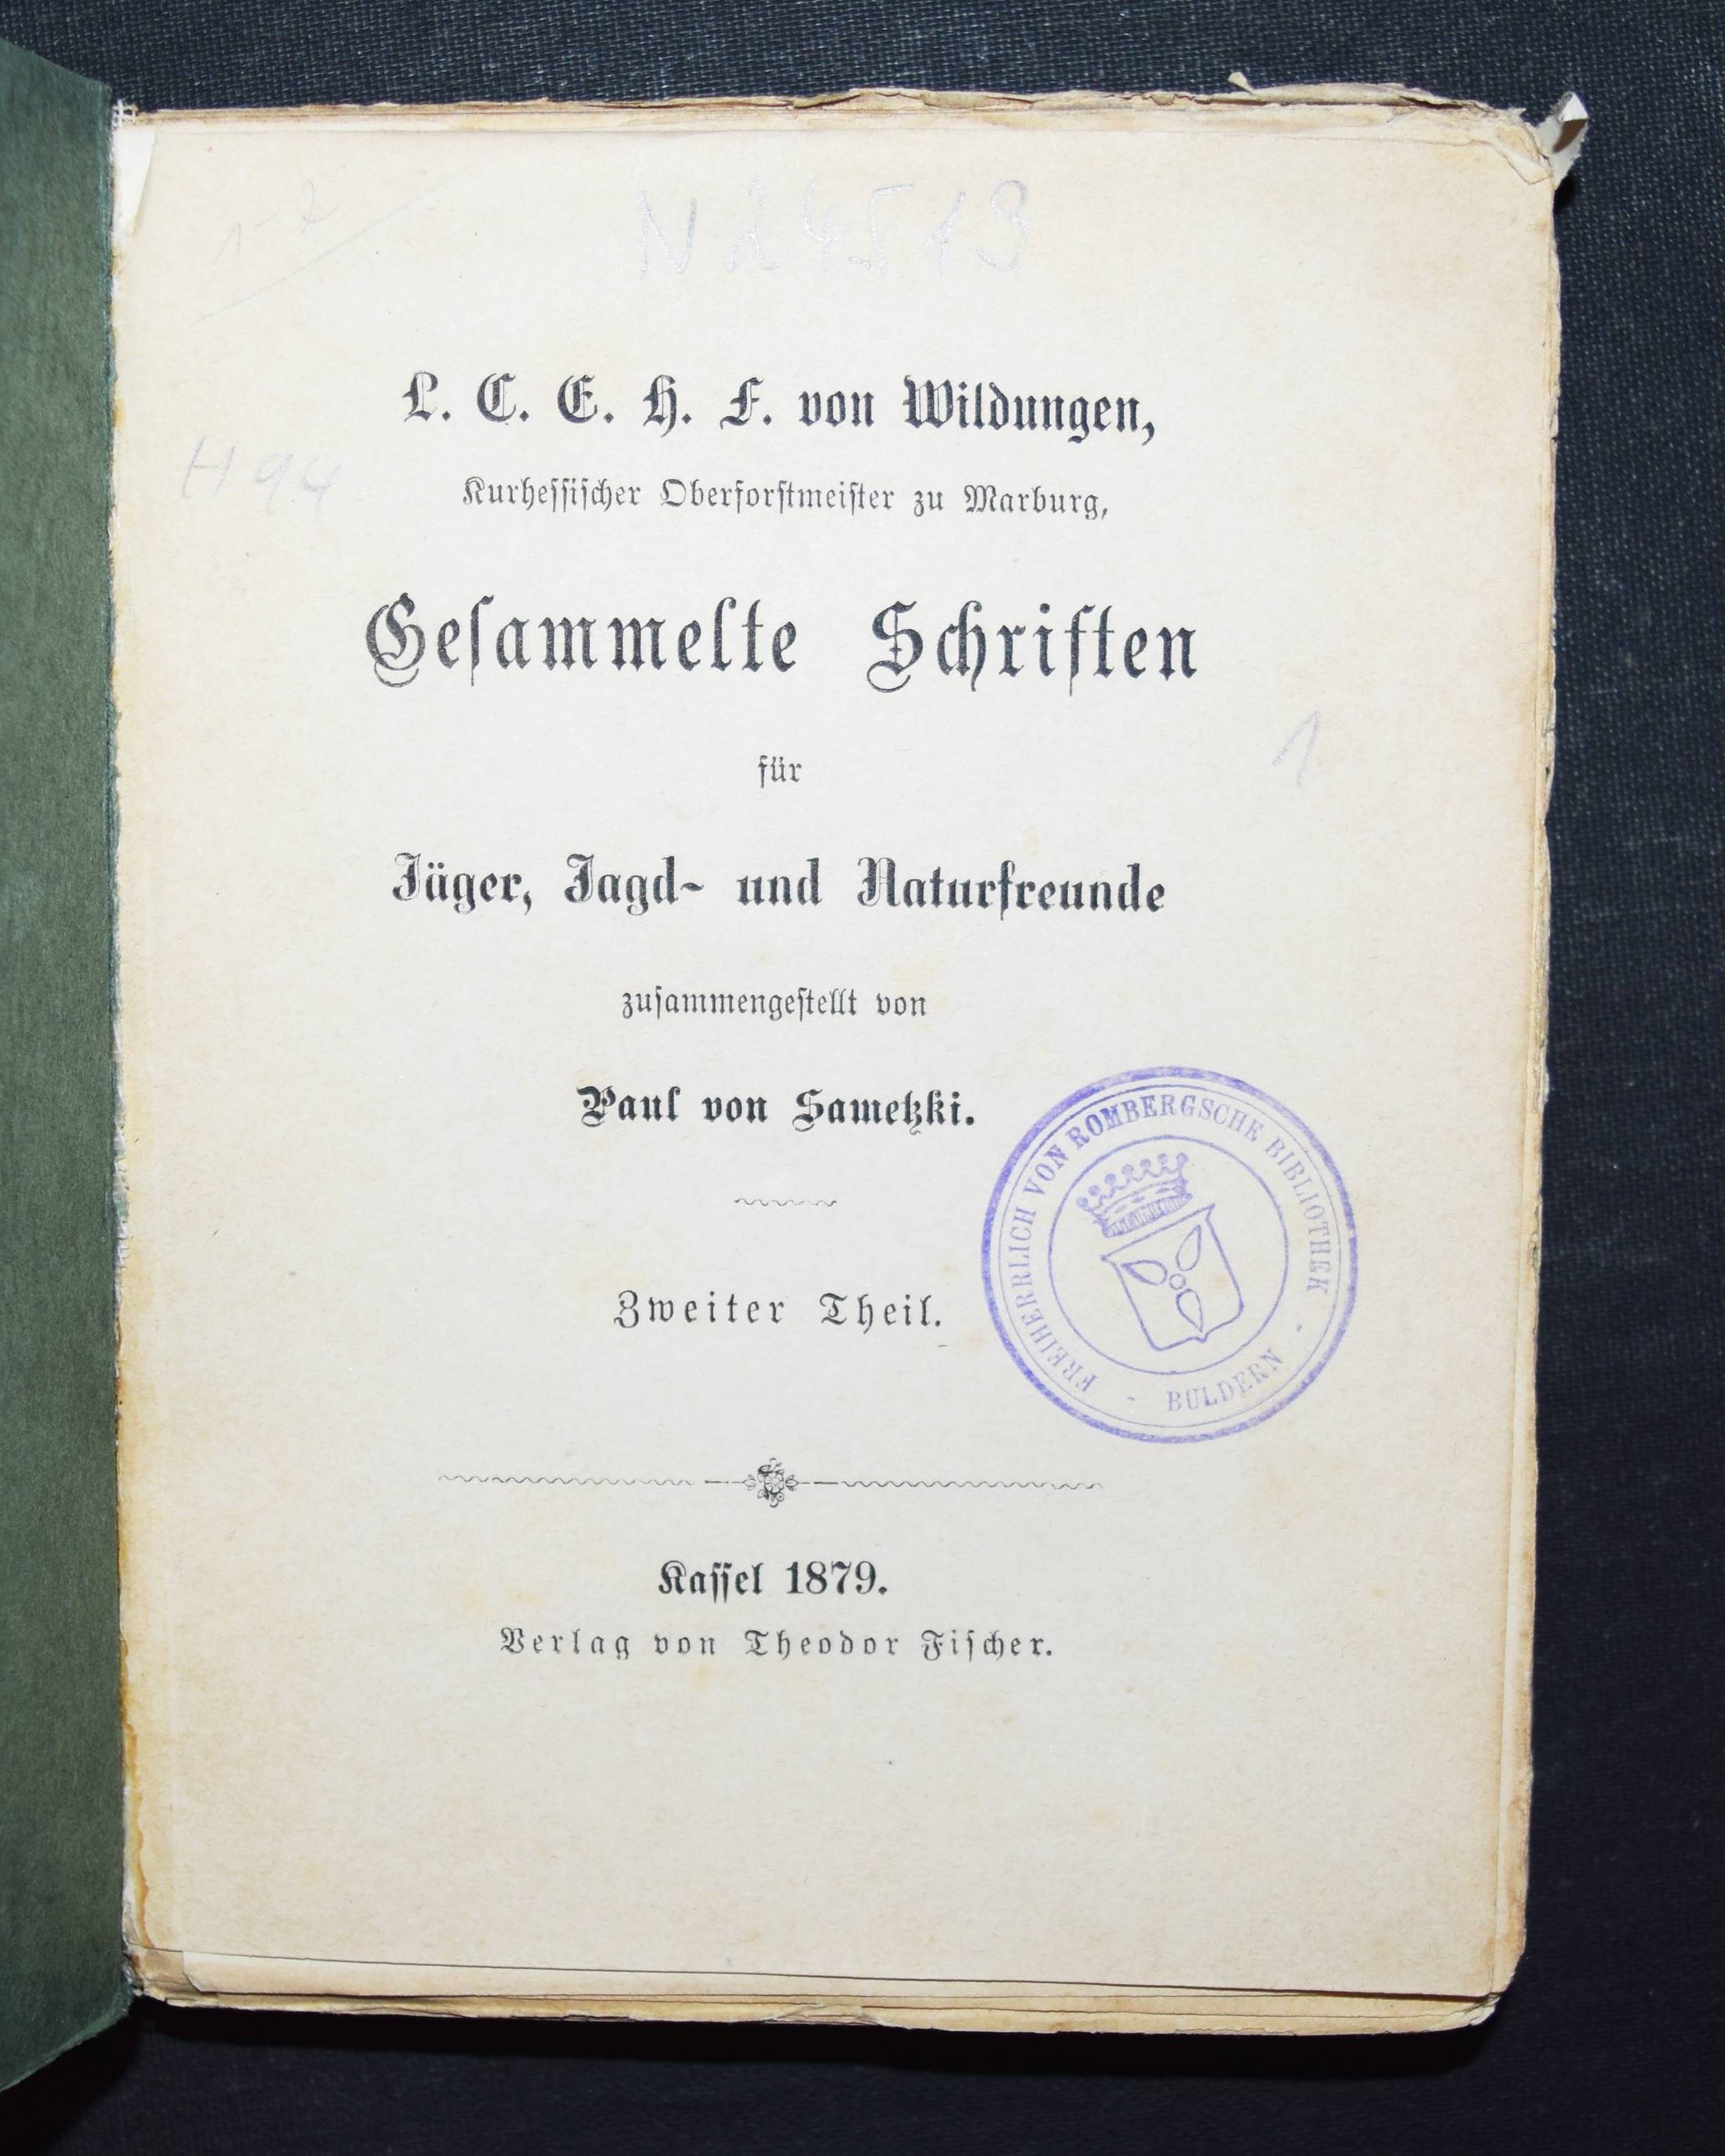 1-2
N 24513
L. C. E. H. F. von Wildungen,
H 94
Kurheſſiſcher Oberforſtmeiſter zu Marburg,
Geſammelte Schriften
für
1
Jäger, Jagd- und Naturfreunde
zuſammengeſtellt von
Paul von Sametzki.
FREIHERRLICH VON ROMBERGSCHE BIBLIOTHEK
- BULDERN -
Zweiter Theil.
Kaſſel 1879.
Verlag von Theodor Fiſcher.